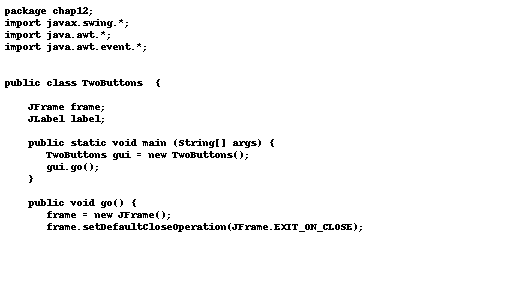 package chap12;
import javax.swing.*;
import java.awt.*;
import java.awt.event.*;
public class TwoButtons  {
JFrame frame;
JLabel label;
public static void main (String[] args) {
TwoButtons gui = new TwoButtons();
gui.go();
}
public void go() {
frame = new JFrame();
frame.setDefaultCloseOperation(JFrame.EXIT_ON_CLOSE);